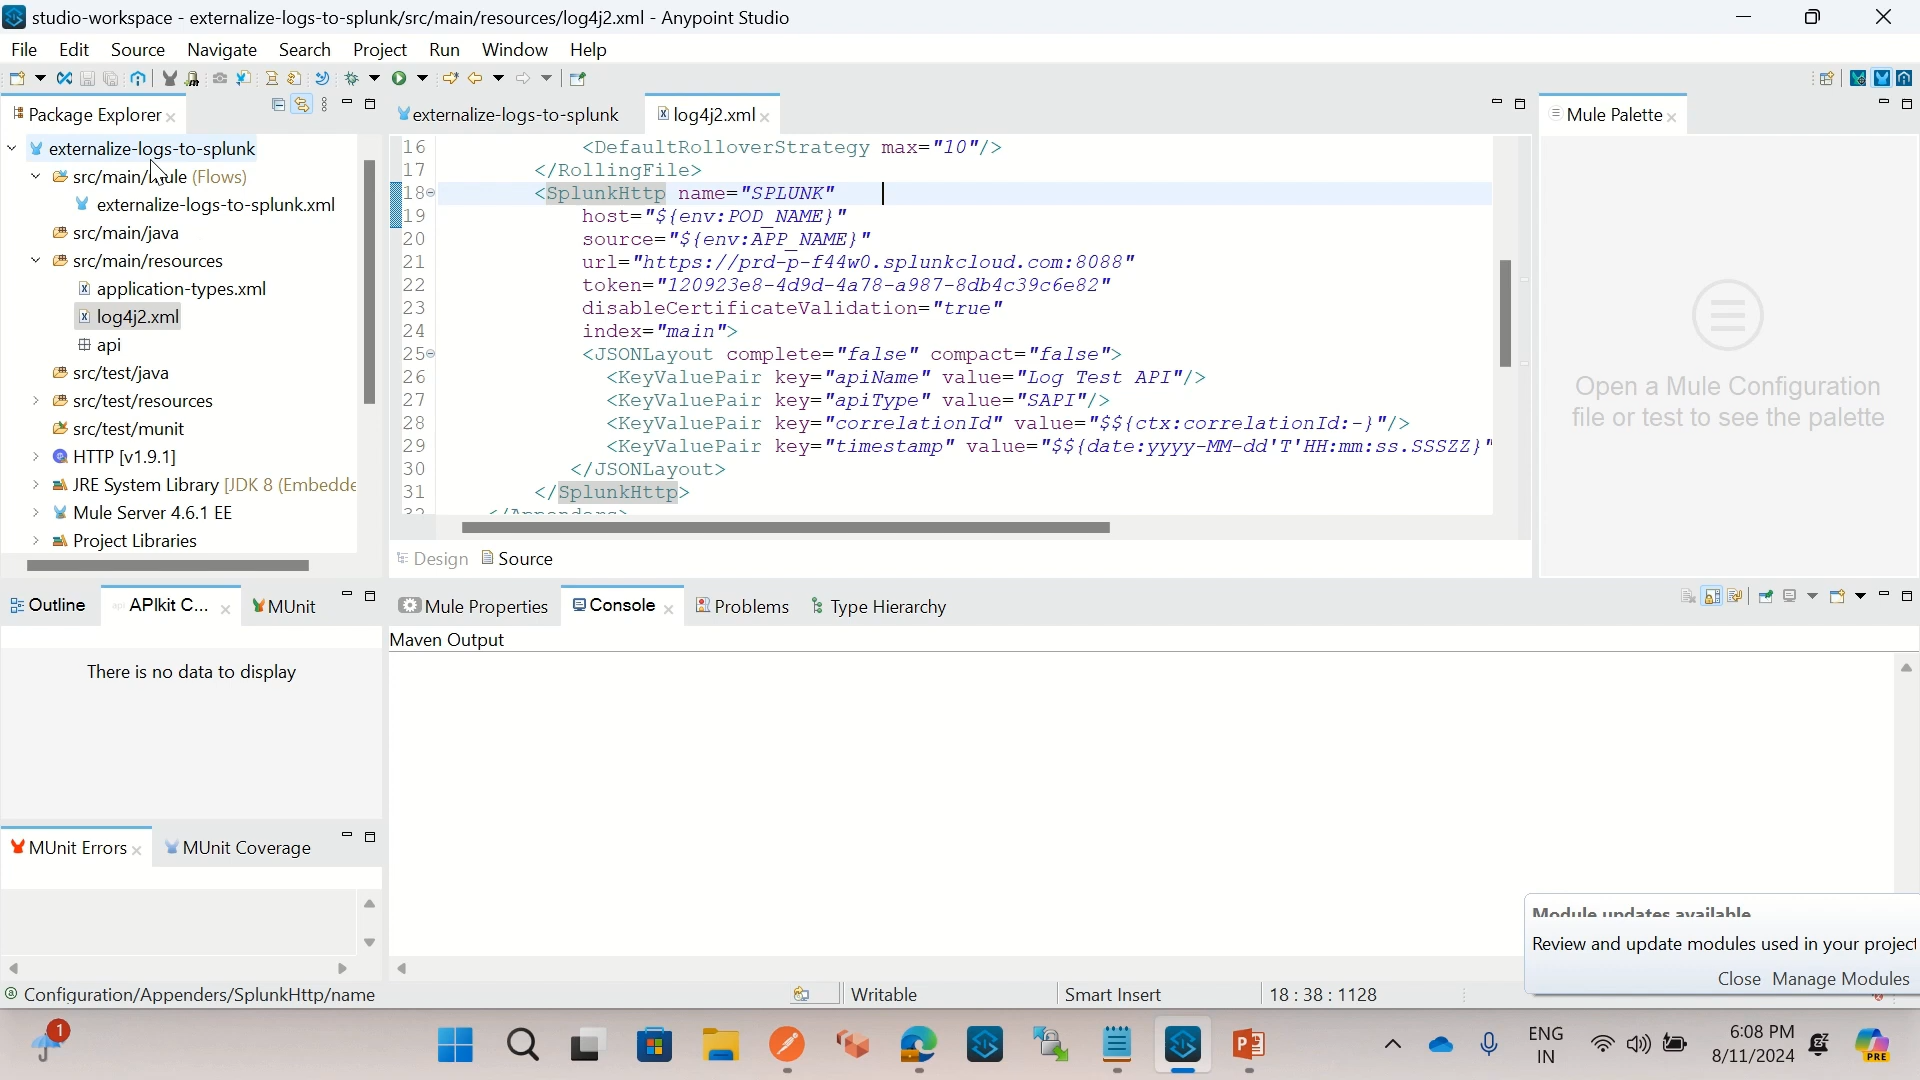 studio-workspace - externalize-logs-to-splunk/src/main/resources/log4j2.xml - Anypoint Studio
File Edit Source Navigate Search Project Run Window Help
Package Explorer
externalize-logs-to-splunk
src/main/mule (Flows)
externalize-logs-to-splunk.xml
src/main/java
src/main/resources
application-types.xml
log4j2.xml
api
src/test/java
src/test/resources
src/test/munit
HTTP [v1.9.1]
JRE System Library [JDK 8 (Embedde
Mule Server 4.6.1 EE
Project Libraries
externalize-logs-to-splunk log4j2.xml
16 <DefaultRolloverStrategy max="10"/>
17 </RollingFile>
18 <SplunkHttp name="SPLUNK"
19 host="${env:POD_NAME}"
20 source="${env:APP_NAME}"
21 url="https://prd-p-f44w0.splunkcloud.com:8088"
22 token="120923e8-4d9d-4a78-a987-8db4c39c6e82"
23 disableCertificateValidation="true"
24 index="main">
25 <JSONLayout complete="false" compact="false">
26 <KeyValuePair key="apiName" value="Log Test API"/>
27 <KeyValuePair key="apiType" value="SAPI"/>
28 <KeyValuePair key="correlationId" value="$${ctx:correlationId:-}"/>
29 <KeyValuePair key="timestamp" value="$${date:yyyy-MM-dd'T'HH:mm:ss.SSSZZ}"
30 </JSONLayout>
31 </SplunkHttp>
32 </Appenders>
Design Source
Mule Palette
Open a Mule Configuration
file or test to see the palette
Outline APIkit C... MUnit
There is no data to display
MUnit Errors MUnit Coverage
Mule Properties Console Problems Type Hierarchy
Maven Output
Module updates available
Review and update modules used in your project
Close Manage Modules
Configuration/Appenders/SplunkHttp/name Writable Smart Insert 18 : 38 : 1128
1
ENG
IN
6:08 PM
8/11/2024
PRE